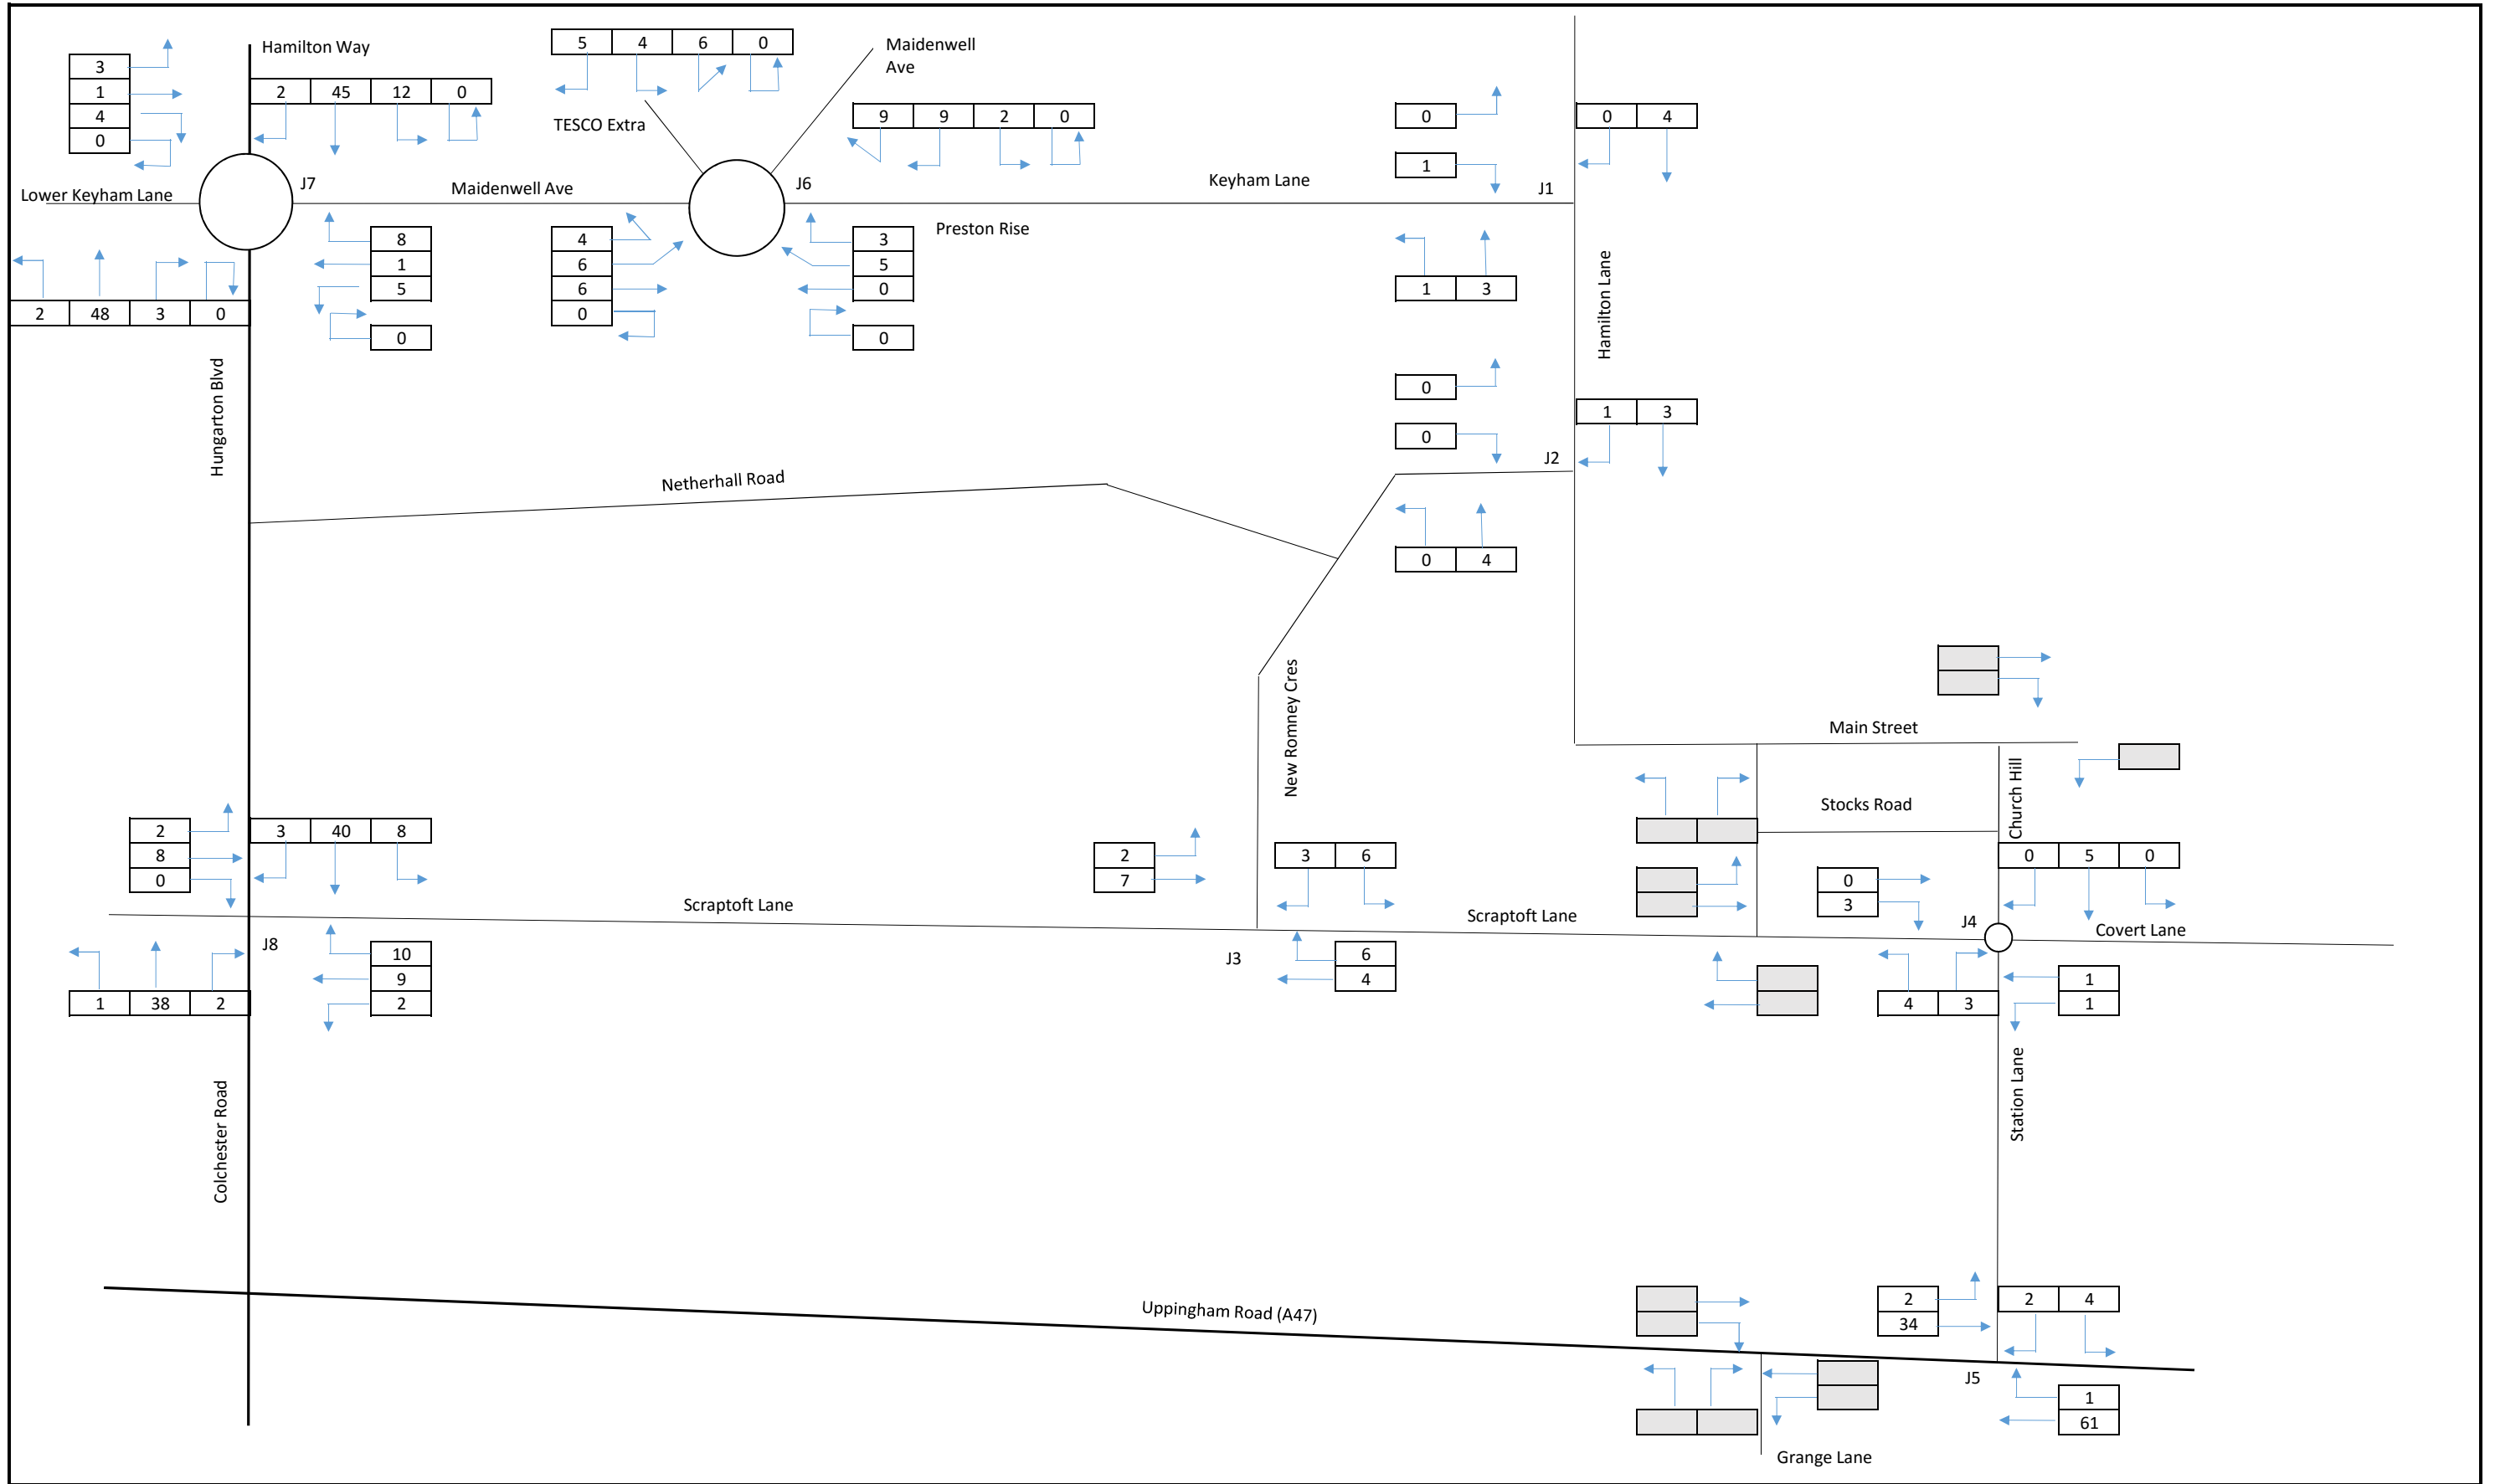 Hamilton Way
5 4 6 0
Maidenwell
Ave
3
1
4
0
2 45 12 0
TESCO Extra
9 9 2 0
0
1
0 4
J7
J6
J1
Lower Keyham Lane
Maidenwell Ave
Keyham Lane
Preston Rise
8
1
5
0
4
6
6
0
3
5
0
0
1 3
2 48 3 0
Hungarton Blvd
Hamilton Lane
0
0
1 3
J2
Netherhall Road
0 4
New Romney Cres
Main Street
Stocks Road
Church Hill
2
8
0
3 40 8
2
7
3 6
0
3
0 5 0
Scraptoft Lane
Scraptoft Lane
J4
Covert Lane
J8
10
9
2
J3
6
4
1 38 2
4 3
1
1
Colchester Road
Station Lane
Uppingham Road (A47)
2
34
2 4
J5
1
61
Grange Lane